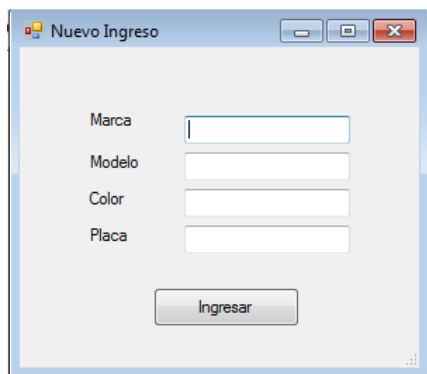 Nuevo Ingreso
Marca
Modelo
Color
Placa
Ingresar